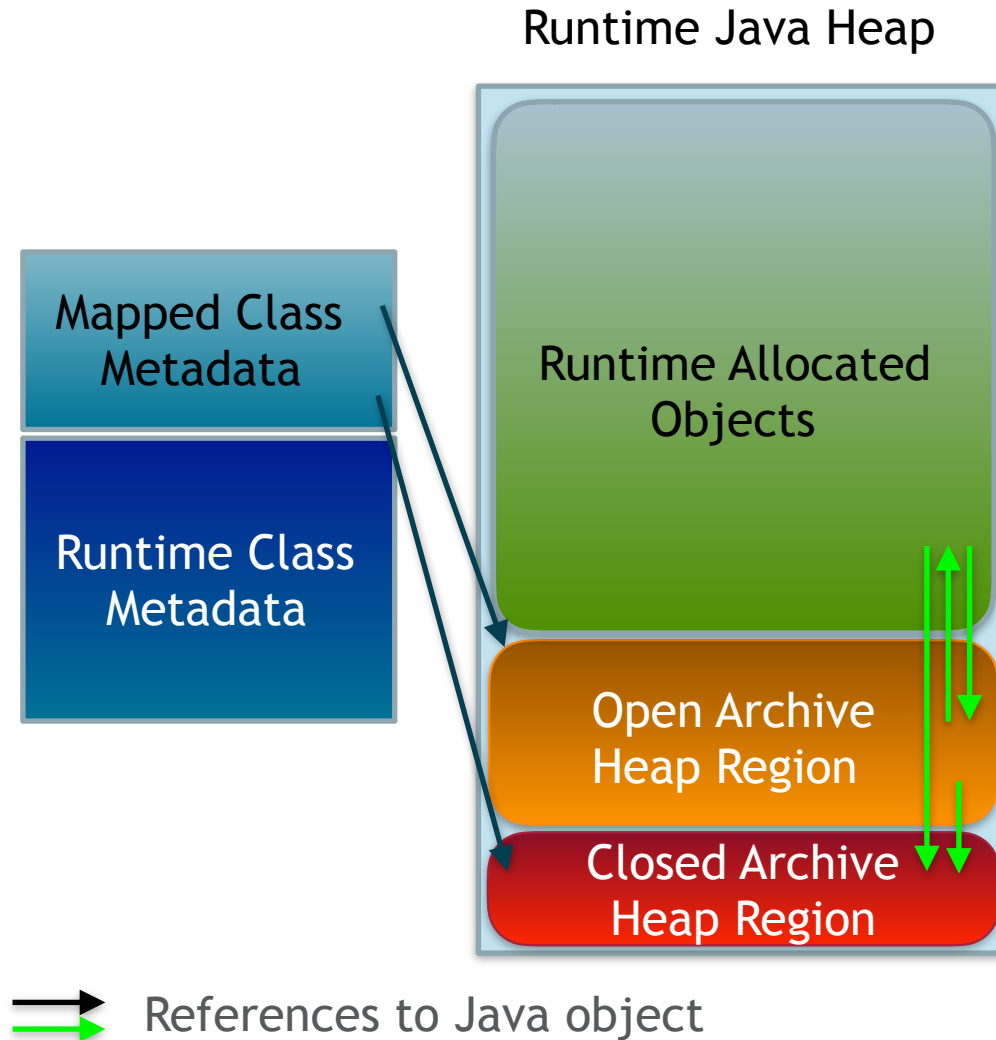 Runtime Java Heap
Mapped Class
Metadata
Runtime Class
Metadata
Runtime Allocated
Objects
Open Archive
Heap Region
Closed Archive
Heap Region
References to Java object